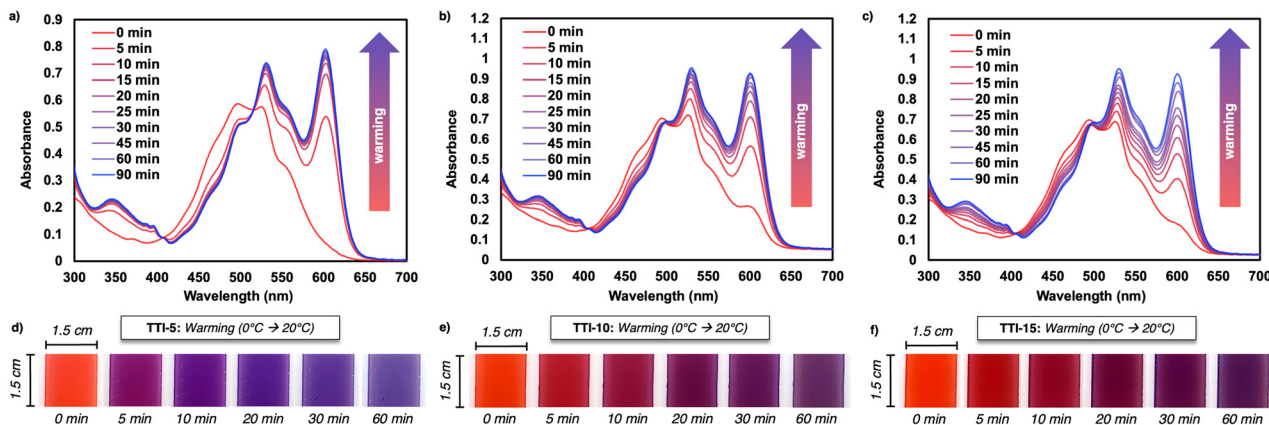 a)
0.9
0.8
0.7
0.6
0.5
0.4
0.3
0.2
0.1
0
Absorbance
0 min
5 min
10 min
15 min
20 min
25 min
30 min
45 min
60 min
90 min
warming
300 350 400 450 500 550 600 650 700
Wavelength (nm)
b)
1.2
1.1
1
0.9
0.8
0.7
0.6
0.5
0.4
0.3
0.2
0.1
0
Absorbance
0 min
5 min
10 min
15 min
20 min
25 min
30 min
45 min
60 min
90 min
warming
300 350 400 450 500 550 600 650 700
Wavelength (nm)
c)
1.2
1.1
1
0.9
0.8
0.7
0.6
0.5
0.4
0.3
0.2
0.1
0
Absorbance
0 min
5 min
10 min
15 min
20 min
25 min
30 min
45 min
60 min
90 min
warming
300 350 400 450 500 550 600 650 700
Wavelength (nm)
d)
1.5 cm
TTI-5: Warming (0°C → 20°C)
1.5 cm
0 min 5 min 10 min 20 min 30 min 60 min
e)
1.5 cm
TTI-10: Warming (0°C → 20°C)
1.5 cm
0 min 5 min 10 min 20 min 30 min 60 min
f)
1.5 cm
TTI-15: Warming (0°C → 20°C)
1.5 cm
0 min 5 min 10 min 20 min 30 min 60 min